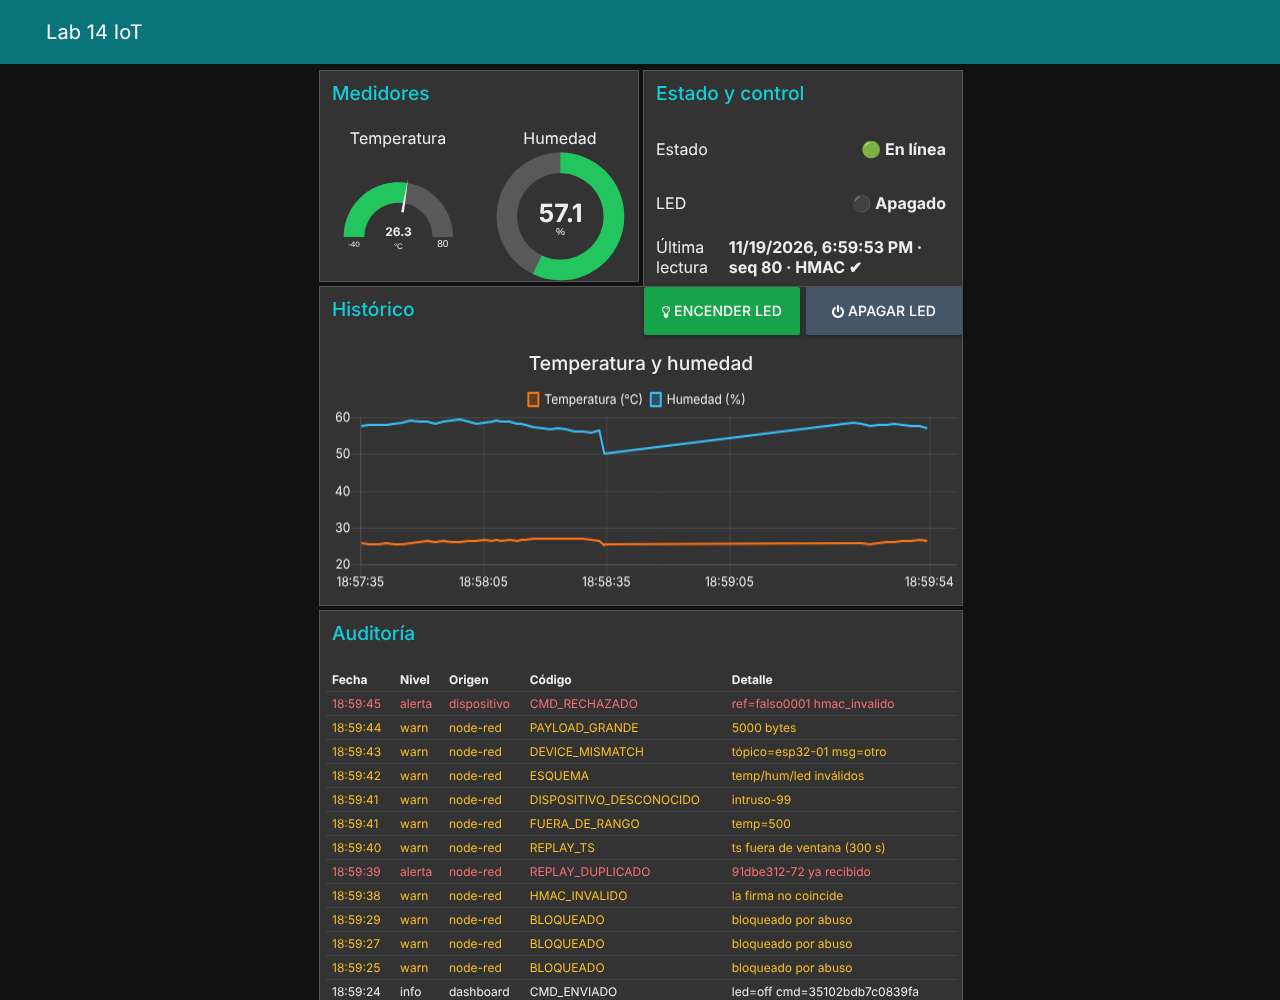 Lab 14 IoT
Medidores
Temperatura
26.3
°C
-40
80
Humedad
57.1
%
Estado y control
Estado
🟢 En línea
LED
⚫ Apagado
Última lectura
11/19/2026, 6:59:53 PM ·
seq 80 · HMAC ✔
ENCENDER LED
APAGAR LED
Histórico
Temperatura y humedad
Temperatura (ºC) Humedad (%)
60
50
40
30
20
18:57:35 18:58:05 18:58:35 18:59:05 18:59:54
Auditoría
Fecha Nivel Origen Código Detalle
18:59:45 alerta dispositivo CMD_RECHAZADO ref=falso0001 hmac_invalido
18:59:44 warn node-red PAYLOAD_GRANDE 5000 bytes
18:59:43 warn node-red DEVICE_MISMATCH tópico=esp32-01 msg=otro
18:59:42 warn node-red ESQUEMA temp/hum/led inválidos
18:59:41 warn node-red DISPOSITIVO_DESCONOCIDO intruso-99
18:59:41 warn node-red FUERA_DE_RANGO temp=500
18:59:40 warn node-red REPLAY_TS ts fuera de ventana (300 s)
18:59:39 alerta node-red REPLAY_DUPLICADO 91dbe312-72 ya recibido
18:59:38 warn node-red HMAC_INVALIDO la firma no coincide
18:59:29 warn node-red BLOQUEADO bloqueado por abuso
18:59:27 warn node-red BLOQUEADO bloqueado por abuso
18:59:25 warn node-red BLOQUEADO bloqueado por abuso
18:59:24 info dashboard CMD_ENVIADO led=off cmd=35102bdb7c0839fa